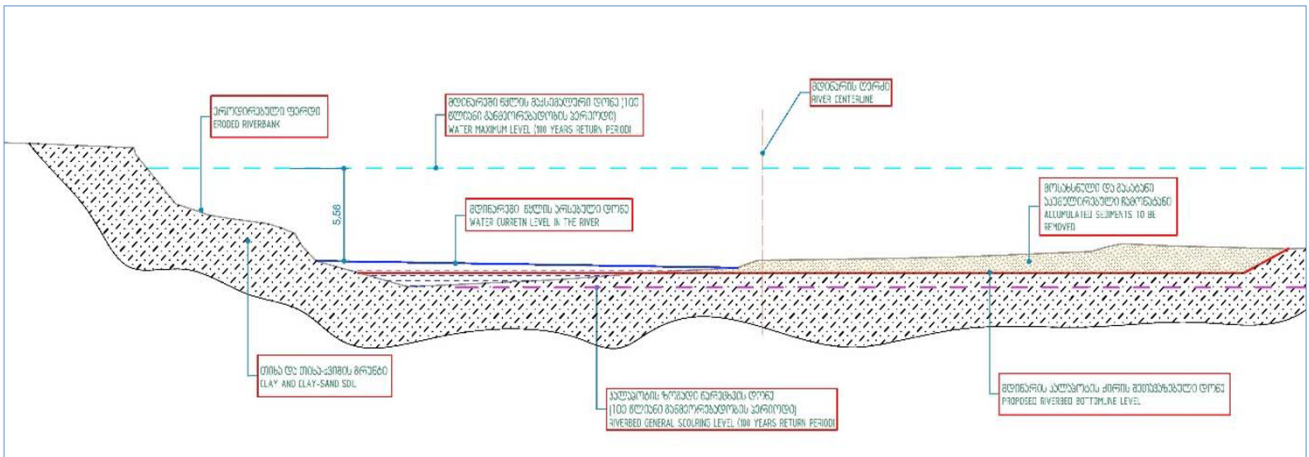 ეროდირებული ფერდი
ERODED RIVERBANK
მდინარეში წყლის მაქსიმალური დონე (100
წლიანი განმეორებადობის პერიოდი)
WATER MAXIMUM LEVEL (100 YEARS RETURN PERIOD)
მდინარის ღერძი
RIVER CENTERLINE
5,56
მდინარეში წყლის არსებული დონე
WATER CURRETN LEVEL IN THE RIVER
მოსახსნელი და გასატანი
აკუმულირებული ჩამონატანი
ACCUMULATED SEDIMENTS TO BE
REMOVED
თიხა და თიხა-ქვიშის გრუნტი
CLAY AND CLAY-SAND SOIL
კალაპოტის ზოგადი წარეცხვის დონე
(100 წლიანი განმეორებადობის პერიოდი)
RIVERBED GENERAL SCOURING LEVEL (100 YEARS RETURN PERIOD)
მდინარის კალაპოტის ძირის შეთავაზებული დონე
PROPOSED RIVERBED BOTTOMLINE LEVEL